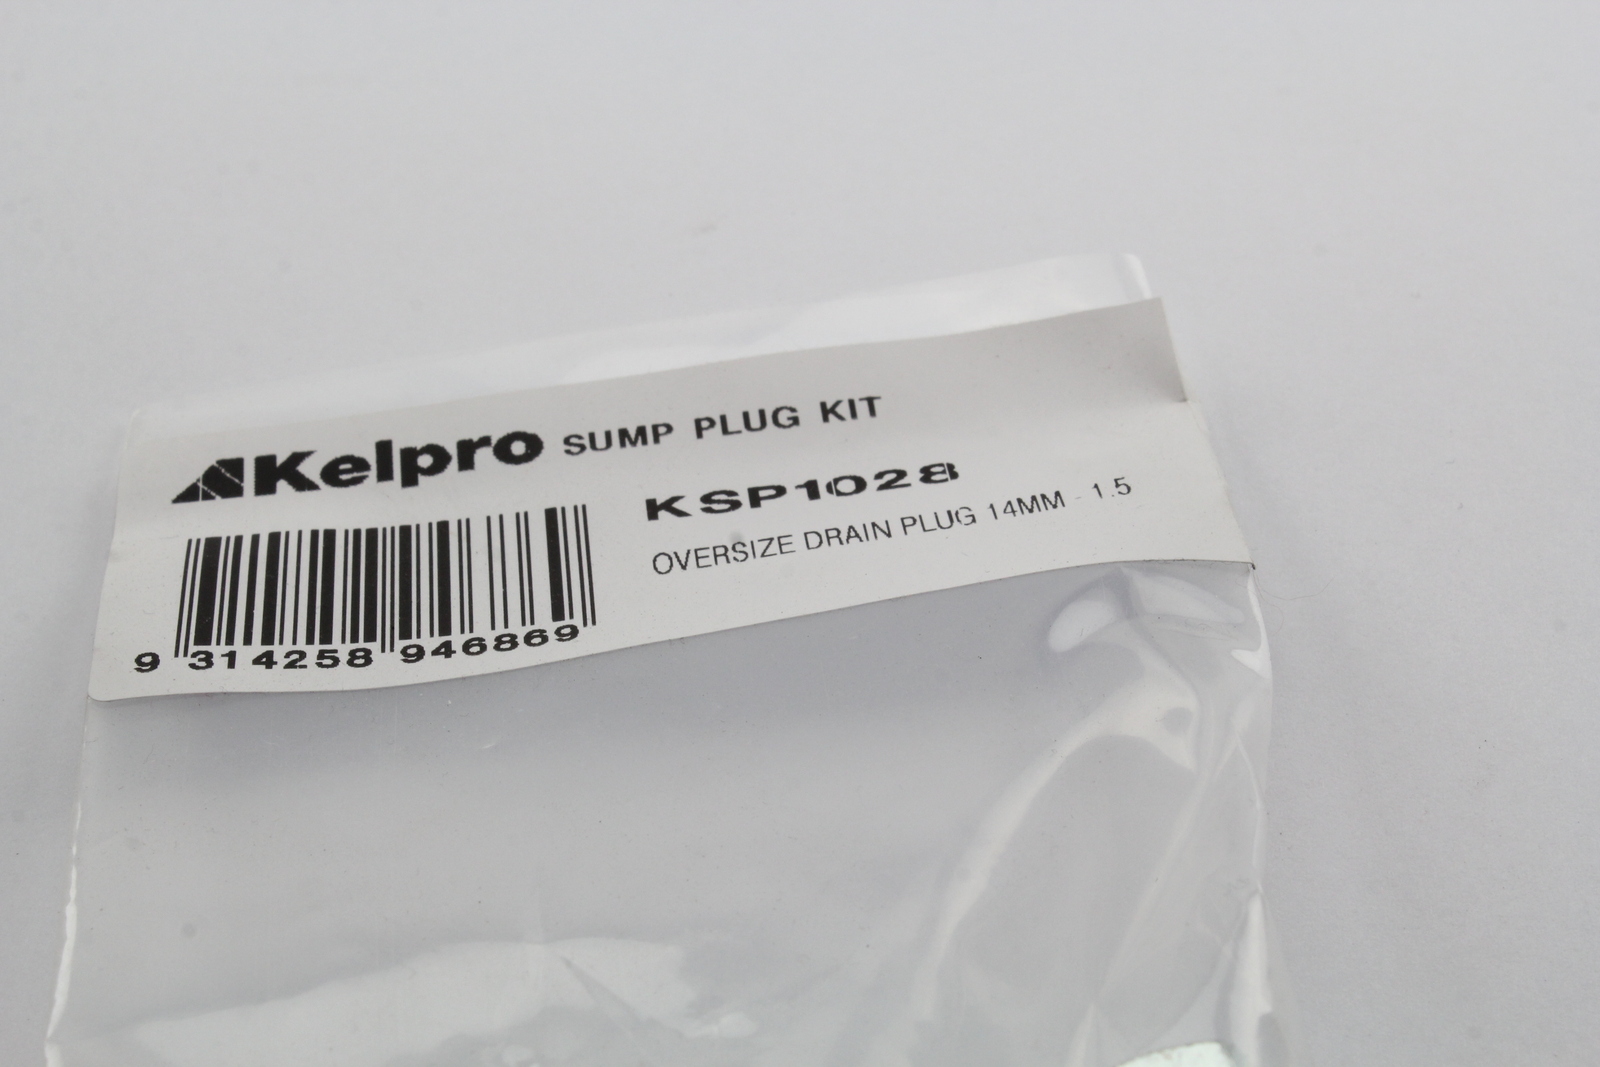 Kelpro SUMP PLUG KIT
KSP1028
OVERSIZE DRAIN PLUG 14MM - 1.5
9 314258 946869